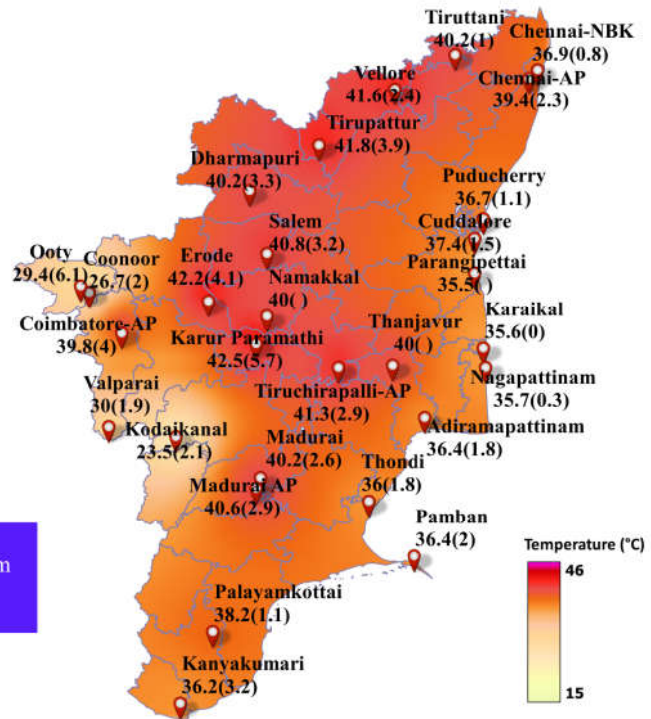 Tiruttani
40.2(1)
Chennai-NBK
36.9(0.8)
Vellore
41.6(2.4)
Chennai-AP
39.4(2.3)
Tirupattur
41.8(3.9)
Dharmapuri
40.2(3.3)
Puducherry
36.7(1.1)
Salem
40.8(3.2)
Cuddalore
37.4(1.5)
Ooty
29.4(6.1)
Coonoor
26.7(2)
Erode
42.2(4.1)
Namakkal
40( )
Parangipettai
35.5( )
Karaikal
35.6(0)
Coimbatore-AP
39.8(4)
Karur Paramathi
42.5(5.7)
Thanjavur
40( )
Nagapattinam
35.7(0.3)
Valparai
30(1.9)
Tiruchirapalli-AP
41.3(2.9)
Kodaikanal
23.5(2.1)
Madurai
40.2(2.6)
Adiramapattinam
36.4(1.8)
Thondi
36(1.8)
Madurai AP
40.6(2.9)
Pamban
36.4(2)
Temperature (°C)
46
15
Palayamkottai
38.2(1.1)
Kanyakumari
36.2(3.2)